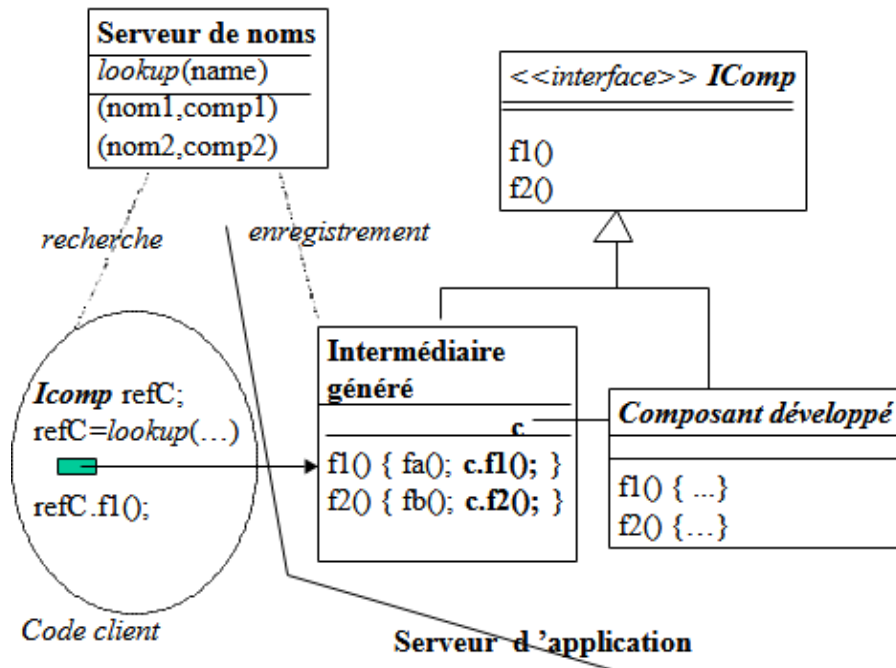 Serveur de noms
lookup(name)
(nom1,comp1)
(nom2,comp2)
<<interface>> IComp
f1()
f2()
recherche
enregistrement
Icomp refC;
refC=lookup(…)
refC.f1();
Code client
Intermédiaire
généré
c
f1() { fa(); c.f1(); }
f2() { fb(); c.f2(); }
Composant développé
f1() { ...}
f2() {…}
Serveur d ’application